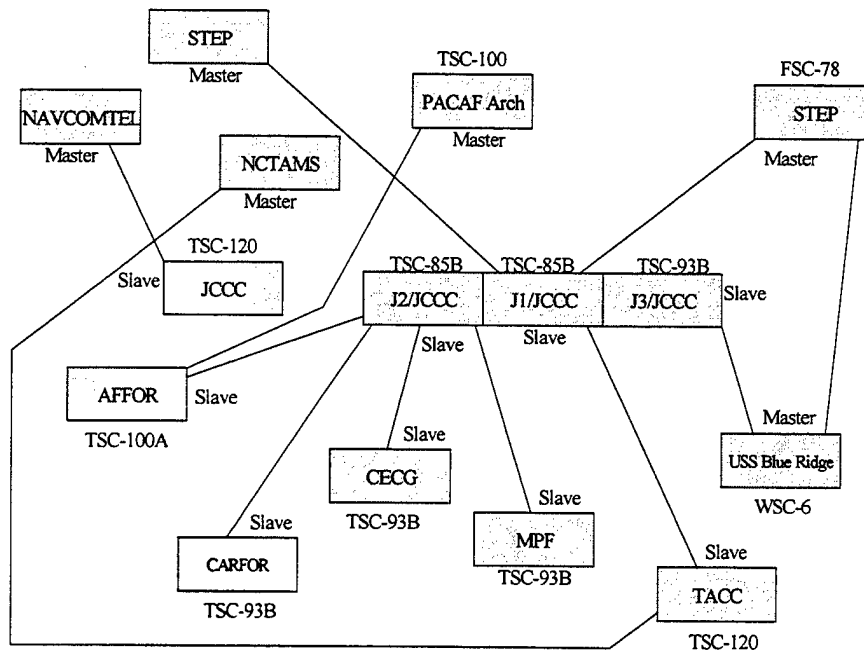 STEP
Master
TSC-100
PACAF Arch
Master
FSC-78
STEP
Master
NAVCOMTEL
Master
NCTAMS
Master
TSC-120
Slave
JCCC
TSC-85B
TSC-85B
TSC-93B
J2/JCCC
J1/JCCC
J3/JCCC
Slave
Slave
Slave
AFFOR
Slave
TSC-100A
Slave
CECG
TSC-93B
Master
USS Blue Ridge
WSC-6
Slave
MPF
TSC-93B
Slave
CARFOR
TSC-93B
Slave
TACC
TSC-120